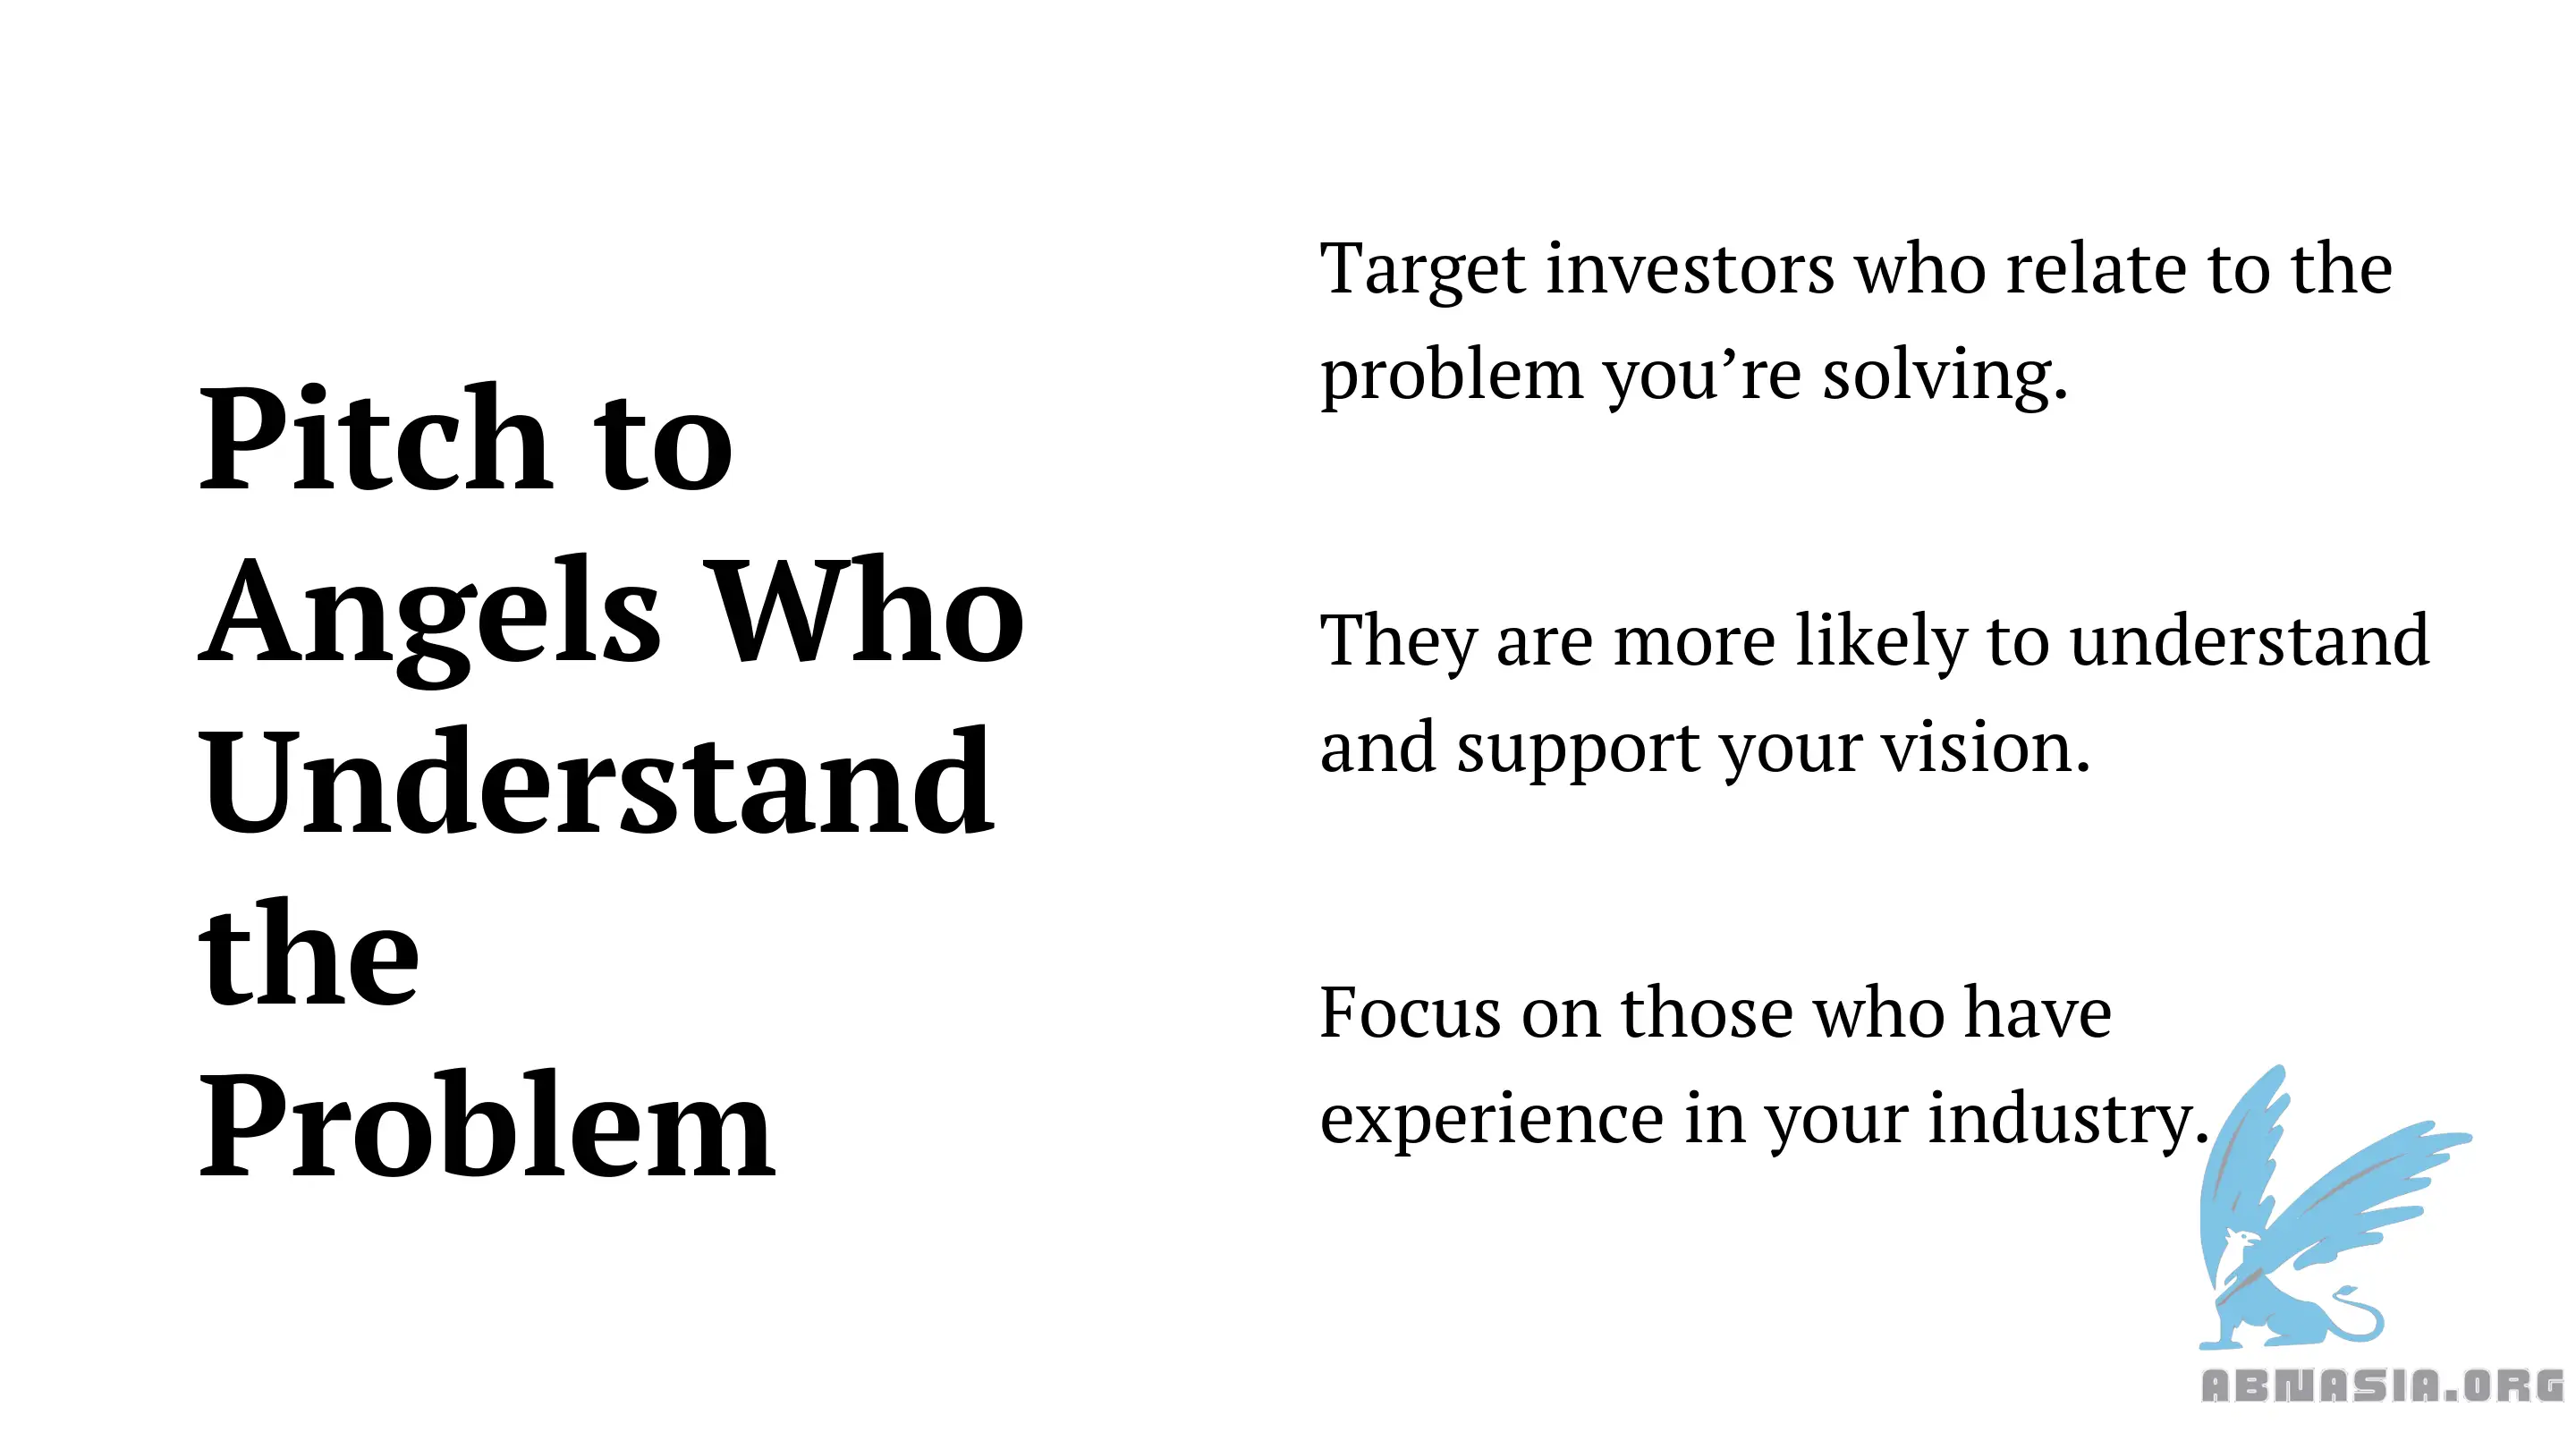 Pitch to
Angels Who
Understand
the
Problem
Target investors who relate to the
problem you’re solving.
They are more likely to understand
and support your vision.
Focus on those who have
experience in your industry.
ABNASIA.ORG